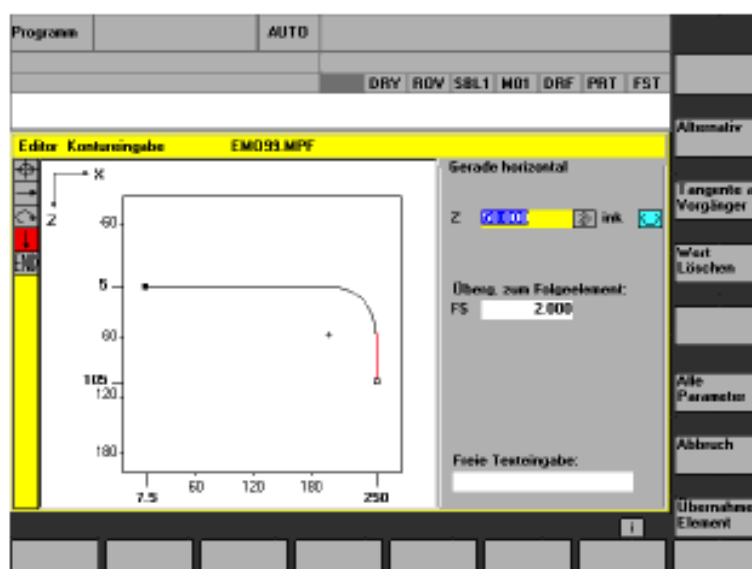 Programm
AUTO
DRY ROV SBL1 M01 DRF PRT FST
Alternativ
Editor Kontureingabe EMO99.MPF
Gerade horizontal
X
Z
Tangente a
Vorgänger
Z ink.
-60
END
Wert
Löschen
5
Überg. zum Folgeelement:
FS 2.000
60
105
120
Alle
Parameter
180
Abbruch
Freie Texteingabe:
7.5 60 120 180 250
Übernahme
Element
i